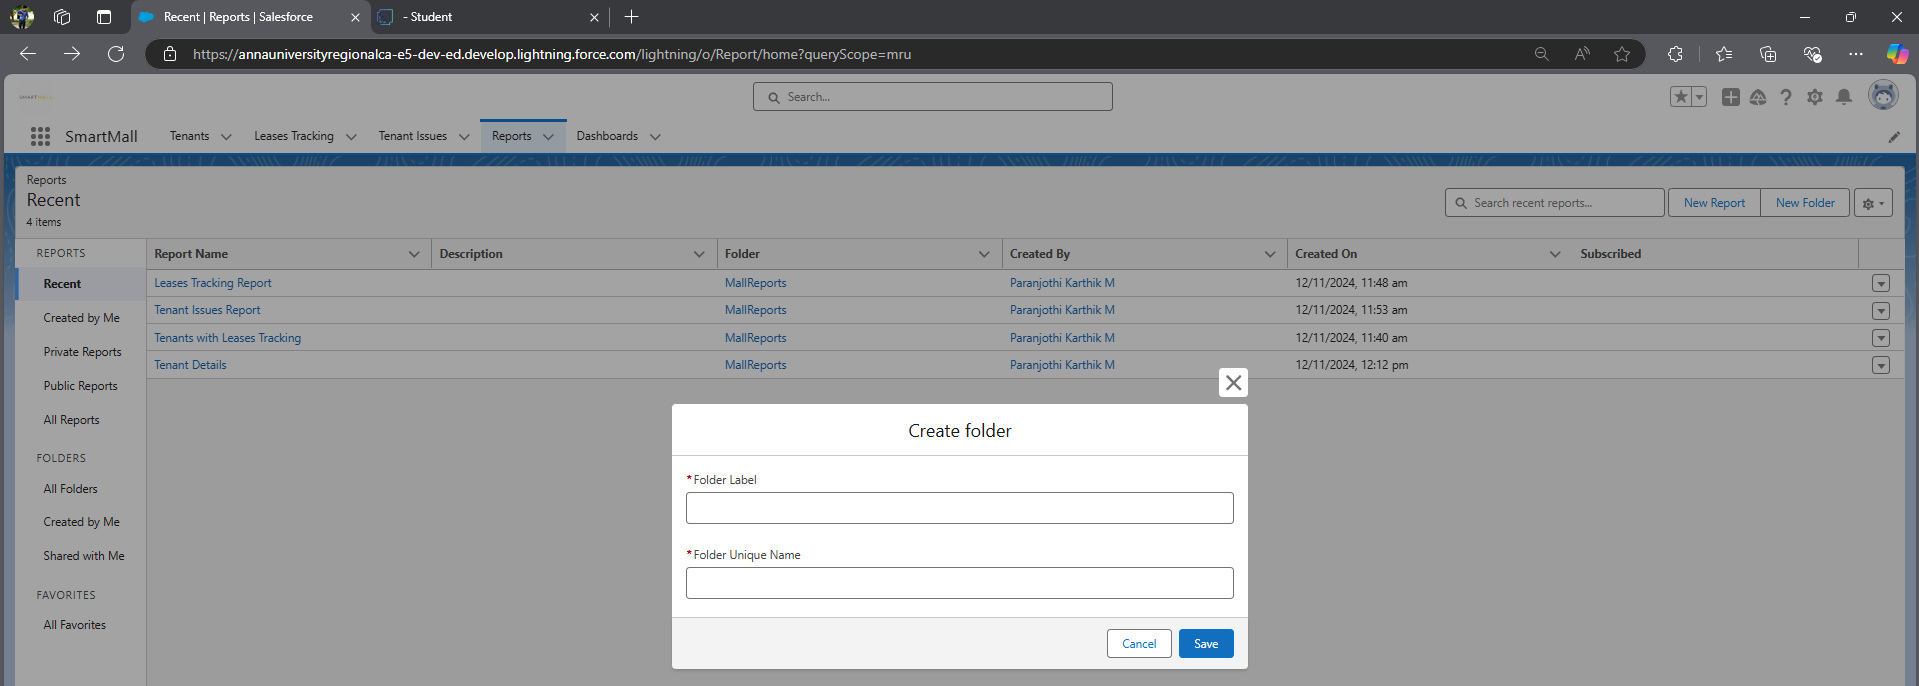 Recent | Reports | Salesforce
- Student
https://annauniversityregionalca-e5-dev-ed.develop.lightning.force.com/lightning/o/Report/home?queryScope=mru
Search...
SmartMall
Tenants
Leases Tracking
Tenant Issues
Reports
Dashboards
Reports
Recent
4 items
Search recent reports...
New Report
New Folder
REPORTS
Recent
Created by Me
Private Reports
Public Reports
All Reports
FOLDERS
All Folders
Created by Me
Shared with Me
FAVORITES
All Favorites
Report Name Description Folder Created By Created On Subscribed
Leases Tracking Report MallReports Paranjothi Karthik M 12/11/2024, 11:48 am
Tenant Issues Report MallReports Paranjothi Karthik M 12/11/2024, 11:53 am
Tenants with Leases Tracking MallReports Paranjothi Karthik M 12/11/2024, 11:40 am
Tenant Details MallReports Paranjothi Karthik M 12/11/2024, 12:12 pm
Create folder
*Folder Label
*Folder Unique Name
Cancel
Save